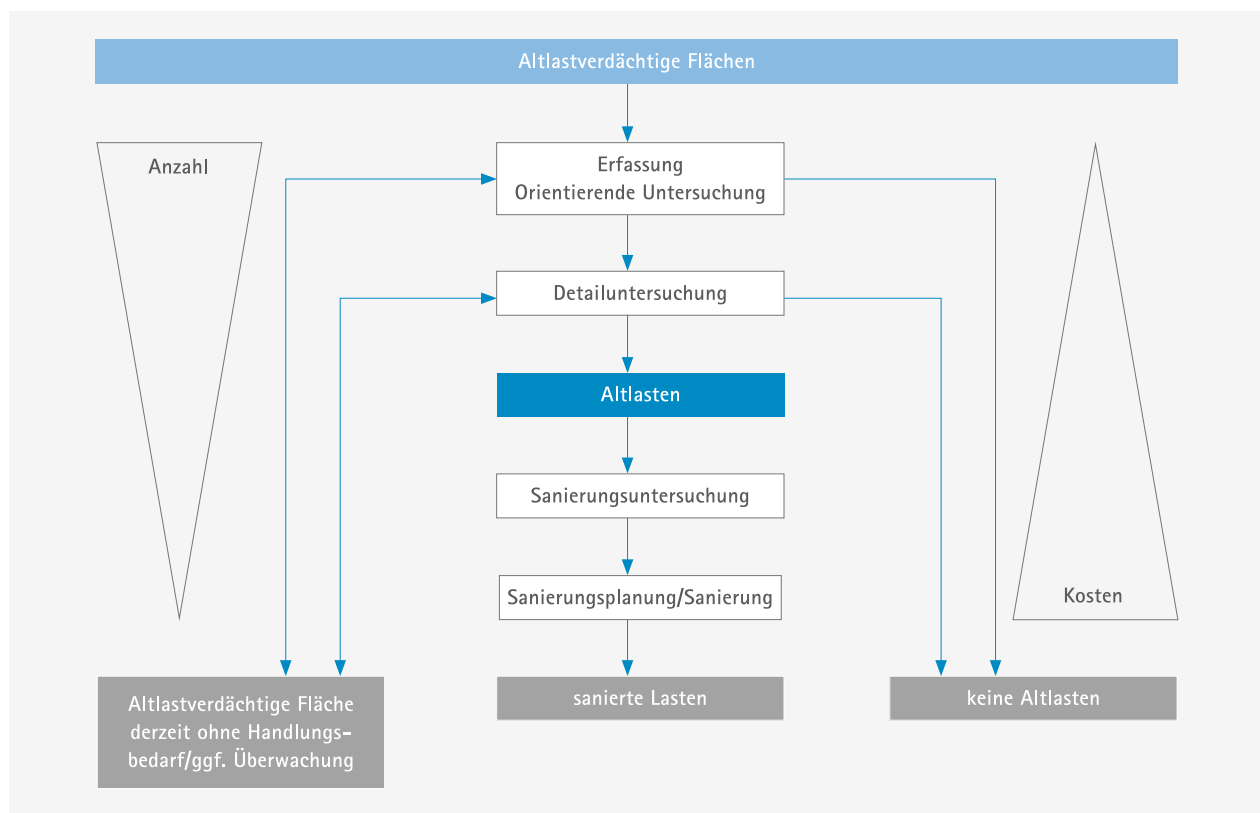 Altlastverdächtige Flächen
Anzahl
Erfassung
Orientierende Untersuchung
Detailuntersuchung
Altlasten
Sanierungsuntersuchung
Sanierungsplanung/Sanierung
Kosten
Altlastverdächtige Fläche
derzeit ohne Handlungs-
bedarf/ggf. Überwachung
sanierte Lasten
keine Altlasten